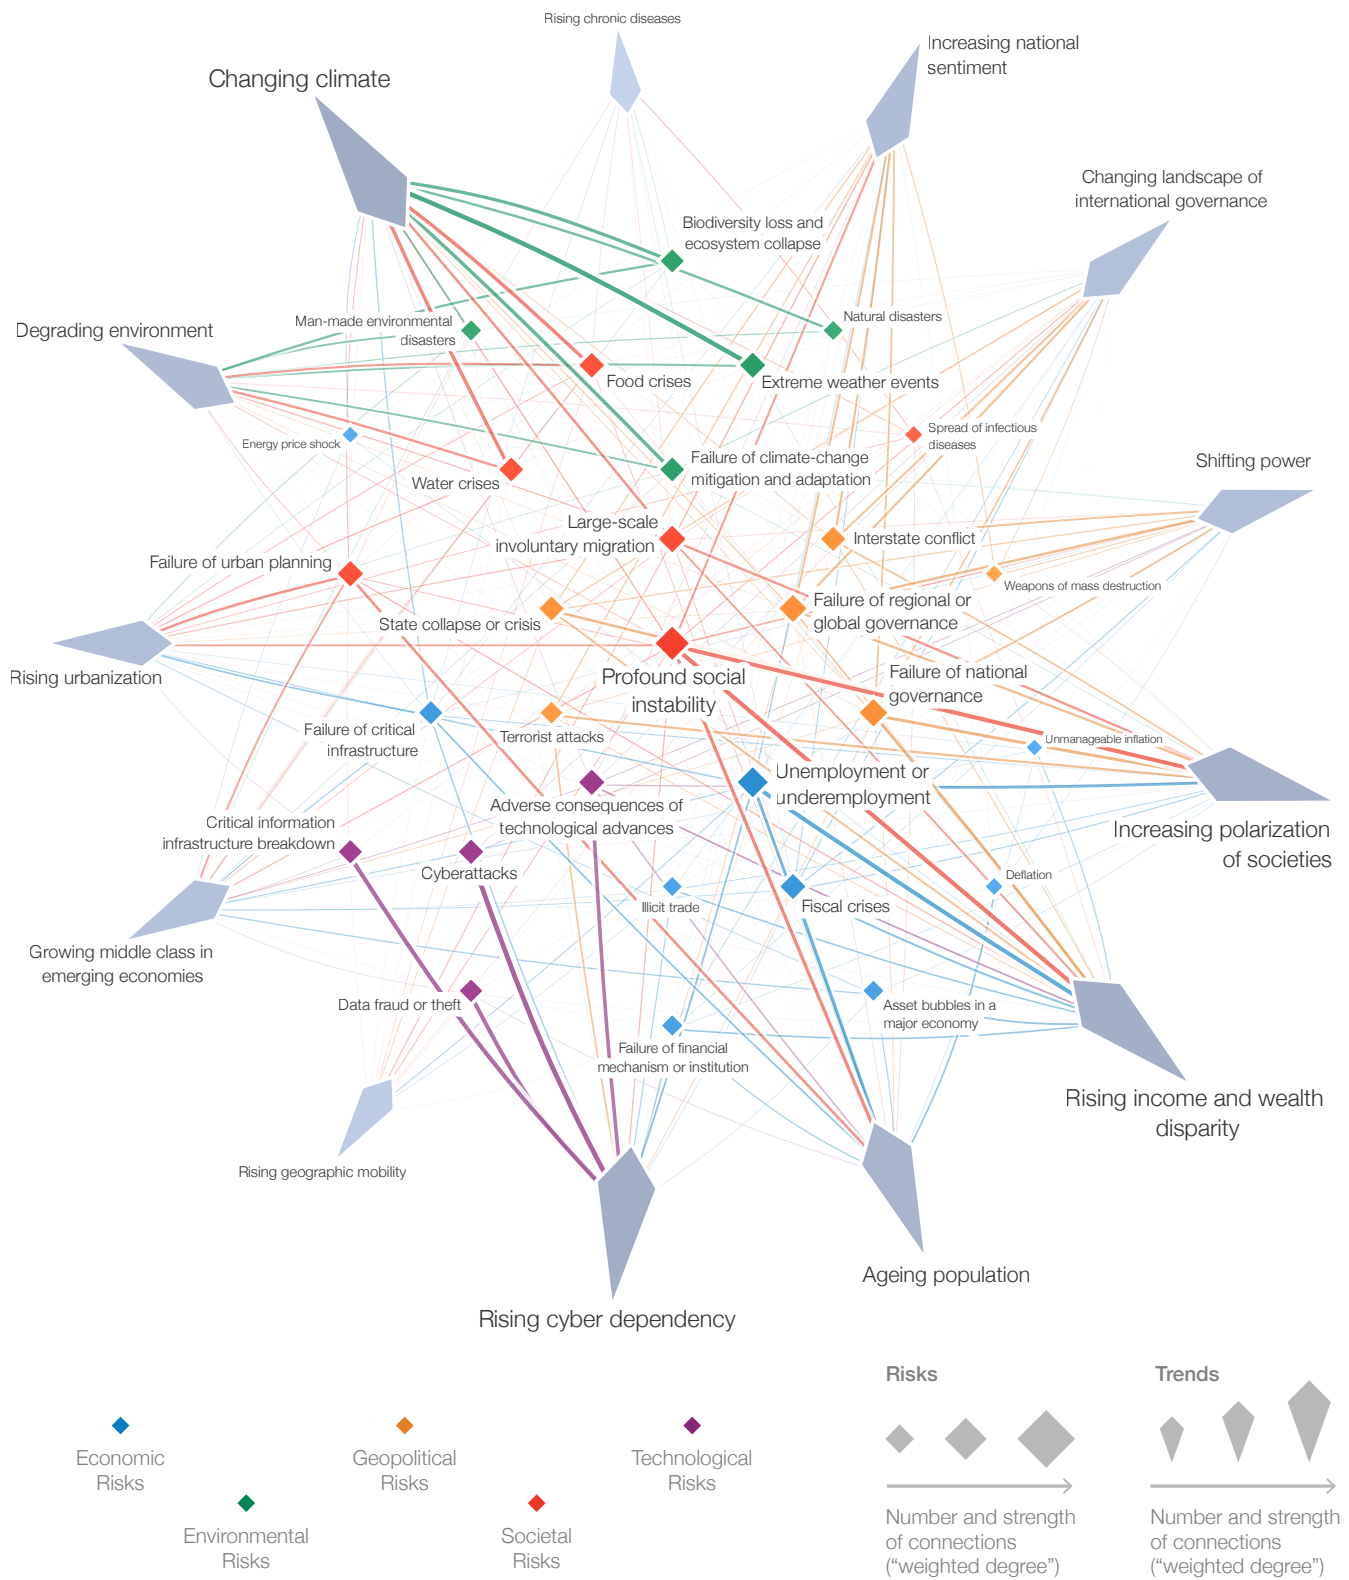 Rising chronic diseases
Increasing national
sentiment
Changing climate
Changing landscape of
international governance
Biodiversity loss and
ecosystem collapse
Degrading environment
Man-made environmental
disasters
Natural disasters
Food crises
Extreme weather events
Energy price shock
Spread of infectious
diseases
Water crises
Failure of climate-change
mitigation and adaptation
Shifting power
Large-scale
involuntary migration
Interstate conflict
Failure of urban planning
Weapons of mass destruction
State collapse or crisis
Failure of regional or
global governance
Rising urbanization
Profound social
instability
Failure of national
governance
Failure of critical
infrastructure
Terrorist attacks
Unmanageable inflation
Adverse consequences of
technological advances
Unemployment or
underemployment
Critical information
infrastructure breakdown
Increasing polarization
of societies
Cyberattacks
Illicit trade
Fiscal crises
Deflation
Growing middle class in
emerging economies
Data fraud or theft
Asset bubbles in a
major economy
Failure of financial
mechanism or institution
Rising income and wealth
disparity
Rising geographic mobility
Ageing population
Rising cyber dependency
Risks
Trends
Economic
Risks
Geopolitical
Risks
Technological
Risks
Environmental
Risks
Societal
Risks
Number and strength
of connections
(“weighted degree”)
Number and strength
of connections
(“weighted degree”)